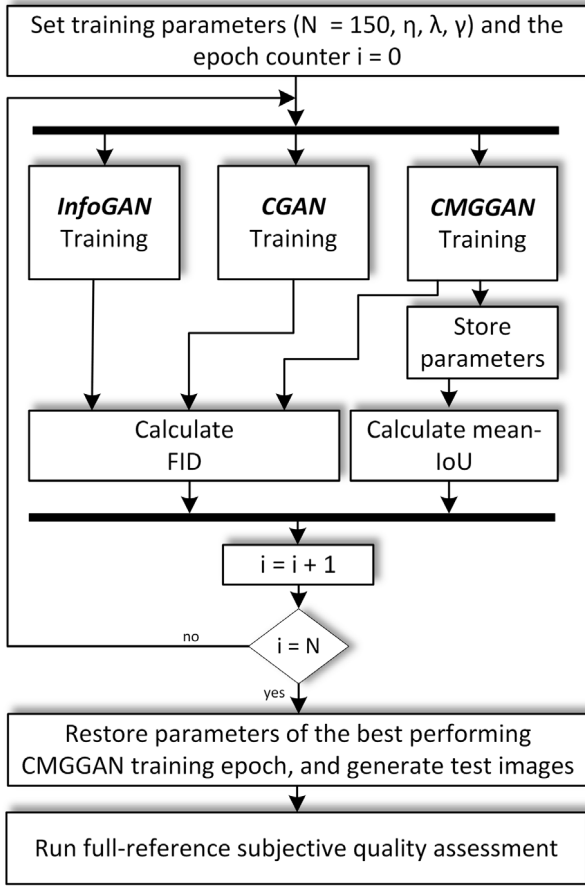 Set training parameters (N = 150, η, λ, γ) and the
epoch counter i = 0
InfoGAN
Training
CGAN
Training
CMGGAN
Training
Store
parameters
Calculate
FID
Calculate mean-
IoU
i = i + 1
i = N
no
yes
Restore parameters of the best performing
CMGGAN training epoch, and generate test images
Run full-reference subjective quality assessment